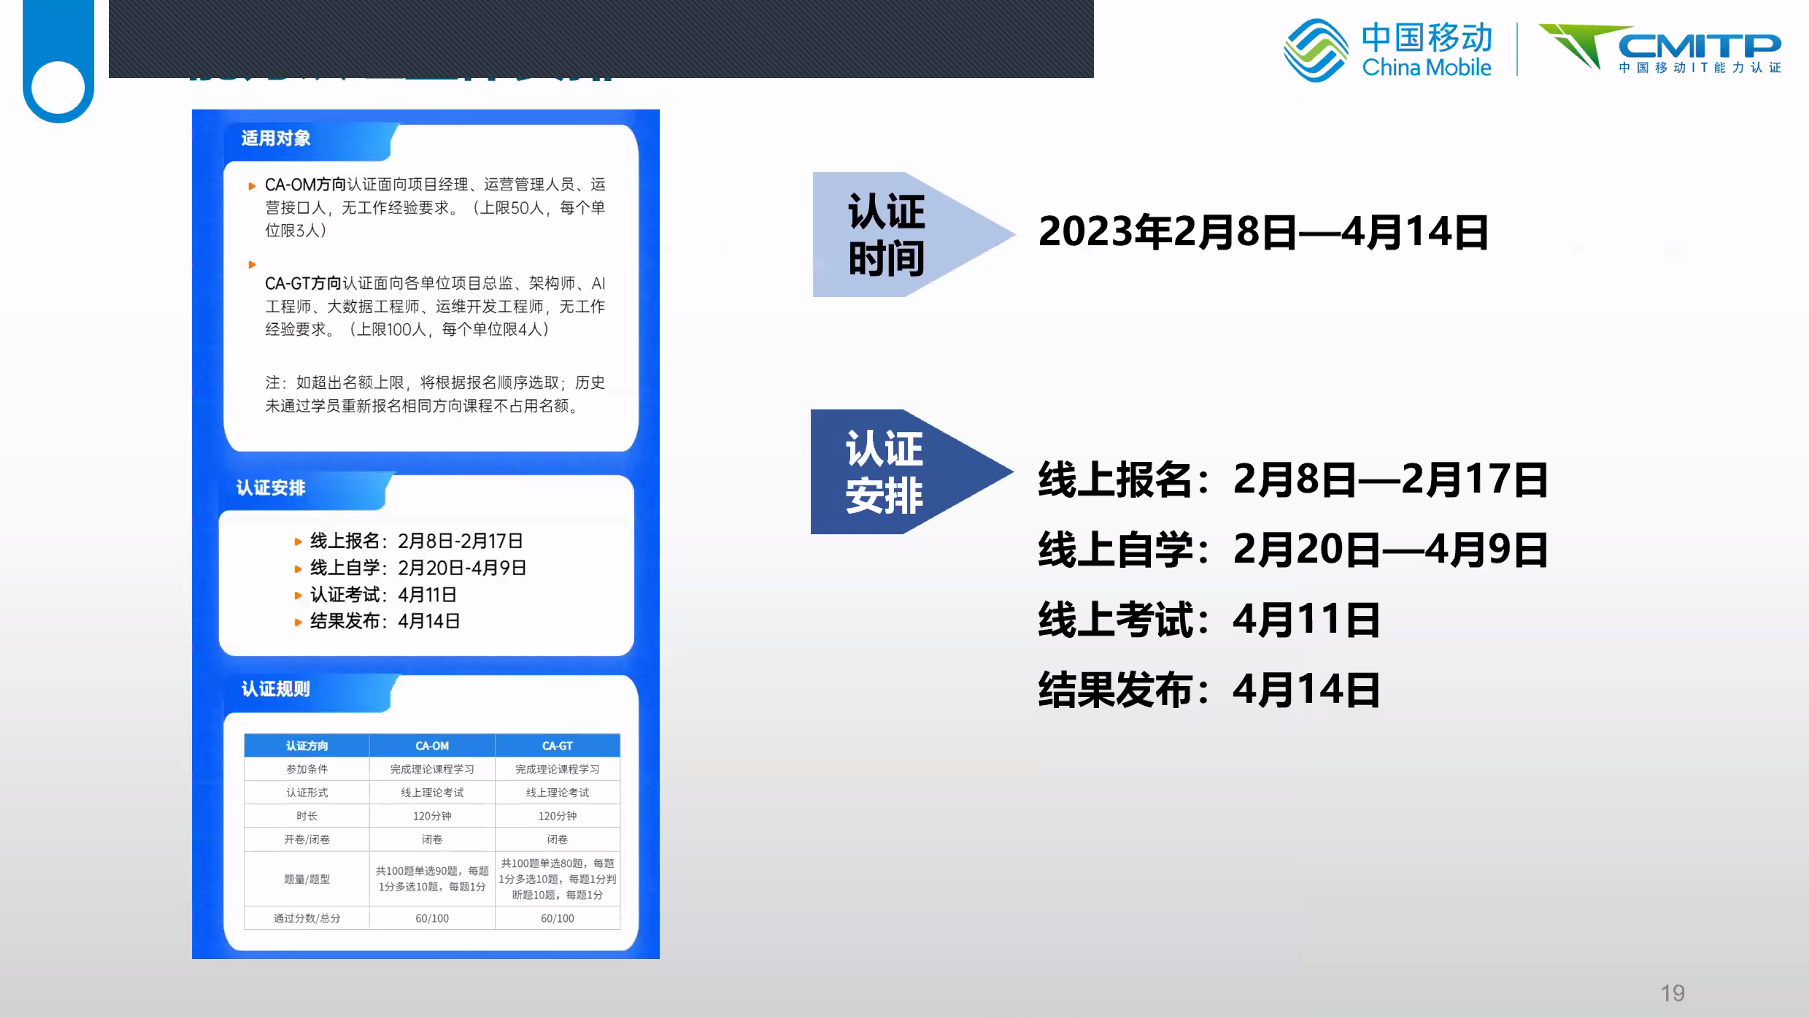 中国移动
China Mobile
CMITP
中国移动IT能力认证
适用对象
CA-OM方向认证面向项目经理、运营管理人员、运
营接口人，无工作经验要求。（上限50人，每个单
位限3人）
CA-GT方向认证面向各单位项目总监、架构师、AI
工程师、大数据工程师、运维开发工程师，无工作
经验要求。（上限100人，每个单位限4人）
注：如超出名额上限，将根据报名顺序选取；历史
未通过学员重新报名相同方向课程不占用名额。
认证安排
线上报名：2月8日-2月17日
线上自学：2月20日-4月9日
认证考试：4月11日
结果发布：4月14日
认证规则
认证方向 CA-OM CA-GT
参加条件 完成理论课程学习 完成理论课程学习
认证形式 线上理论考试 线上理论考试
时长 120分钟 120分钟
开卷/闭卷 闭卷 闭卷
题量/题型
共100题单选90题，每题
1分多选10题，每题1分
共100题单选80题，每题
1分多选10题，每题1分判
断题10题，每题1分
通过分数/总分 60/100 60/100
认证
时间
2023年2月8日—4月14日
认证
安排
线上报名：2月8日—2月17日
线上自学：2月20日—4月9日
线上考试：4月11日
结果发布：4月14日
19